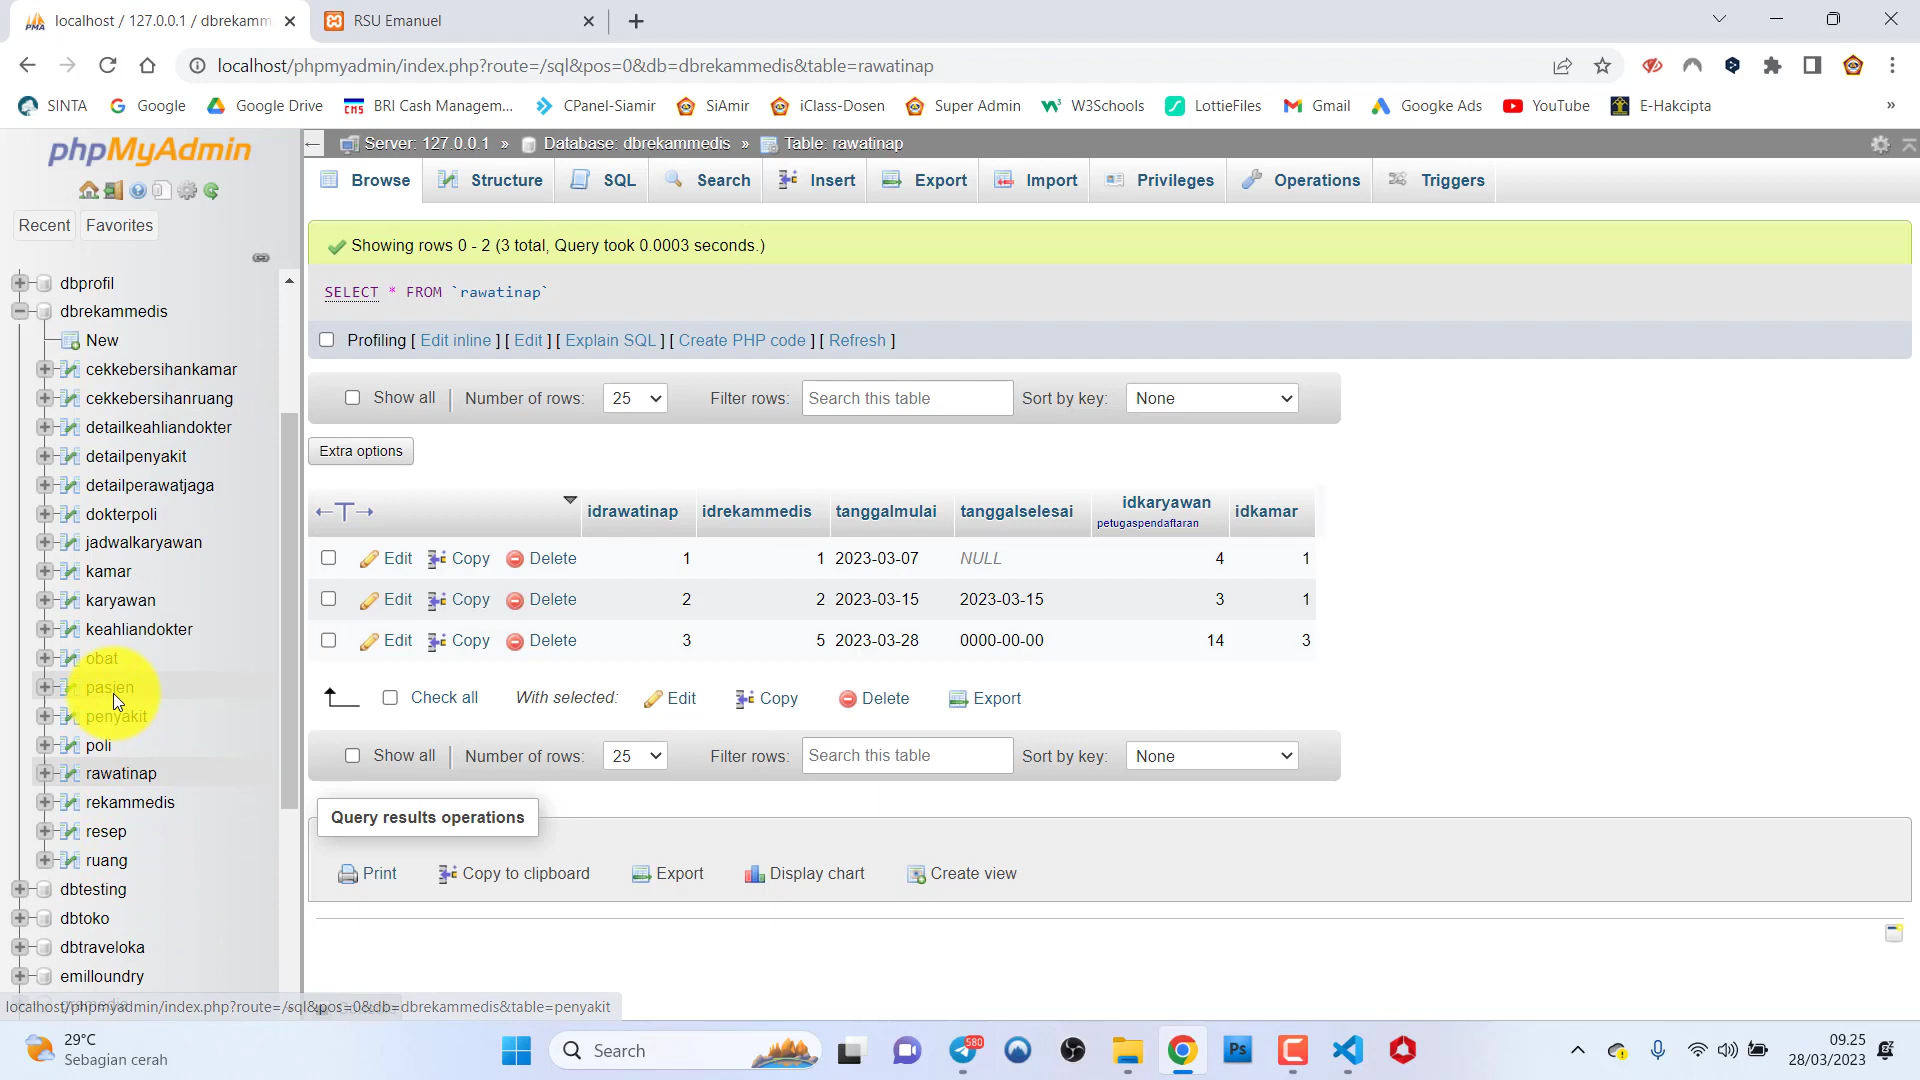 localhost / 127.0.0.1 / dbrekamm
RSU Emanuel
localhost/phpmyadmin/index.php?route=/sql&pos=0&db=dbrekammedis&table=rawatinap
SINTA
Google
Google Drive
BRI Cash Managem...
CPanel-Siamir
SiAmir
iClass-Dosen
Super Admin
W3Schools
LottieFiles
Gmail
Googke Ads
YouTube
E-Hakcipta
»
phpMyAdmin
Recent
Favorites
dbprofil
dbrekammedis
New
cekkebersihankamar
cekkebersihanruang
detailkeahliandokter
detailpenyakit
detailperawatjaga
dokterpoli
jadwalkaryawan
kamar
karyawan
keahliandokter
obat
pasien
penyakit
poli
rawatinap
rekammedis
resep
ruang
dbtesting
dbtoko
dbtraveloka
emilloundry
localhost/phpmyadmin/index.php?route=/sql&pos=0&db=dbrekammedis&table=penyakit
Server: 127.0.0.1 » Database: dbrekammedis » Table: rawatinap
Browse
Structure
SQL
Search
Insert
Export
Import
Privileges
Operations
Triggers
Showing rows 0 - 2 (3 total, Query took 0.0003 seconds.)
SELECT * FROM `rawatinap`
Profiling [ Edit inline ] [ Edit ] [ Explain SQL ] [ Create PHP code ] [ Refresh ]
Show all | Number of rows: 25 Filter rows: Search this table Sort by key: None
Extra options
idrawatinap idrekammedis tanggalmulai tanggalselesai idkaryawan idkamar
petugaspendaftaran
Edit Copy Delete 1 1 2023-03-07 NULL 4 1
Edit Copy Delete 2 2 2023-03-15 2023-03-15 3 1
Edit Copy Delete 3 5 2023-03-28 0000-00-00 14 3
Check all With selected: Edit Copy Delete Export
Show all | Number of rows: 25 Filter rows: Search this table Sort by key: None
Query results operations
Print
Copy to clipboard
Export
Display chart
Create view
29°C
Sebagian cerah
Search
580
Ps
09.25
28/03/2023